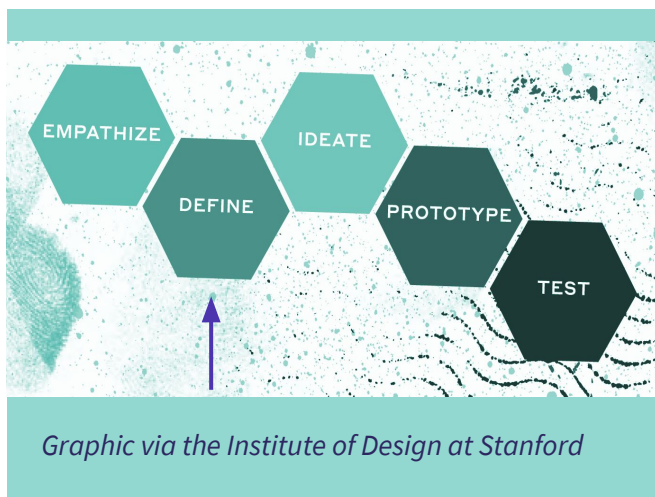 EMPATHIZE
DEFINE
IDEATE
PROTOTYPE
TEST
Graphic via the Institute of Design at Stanford